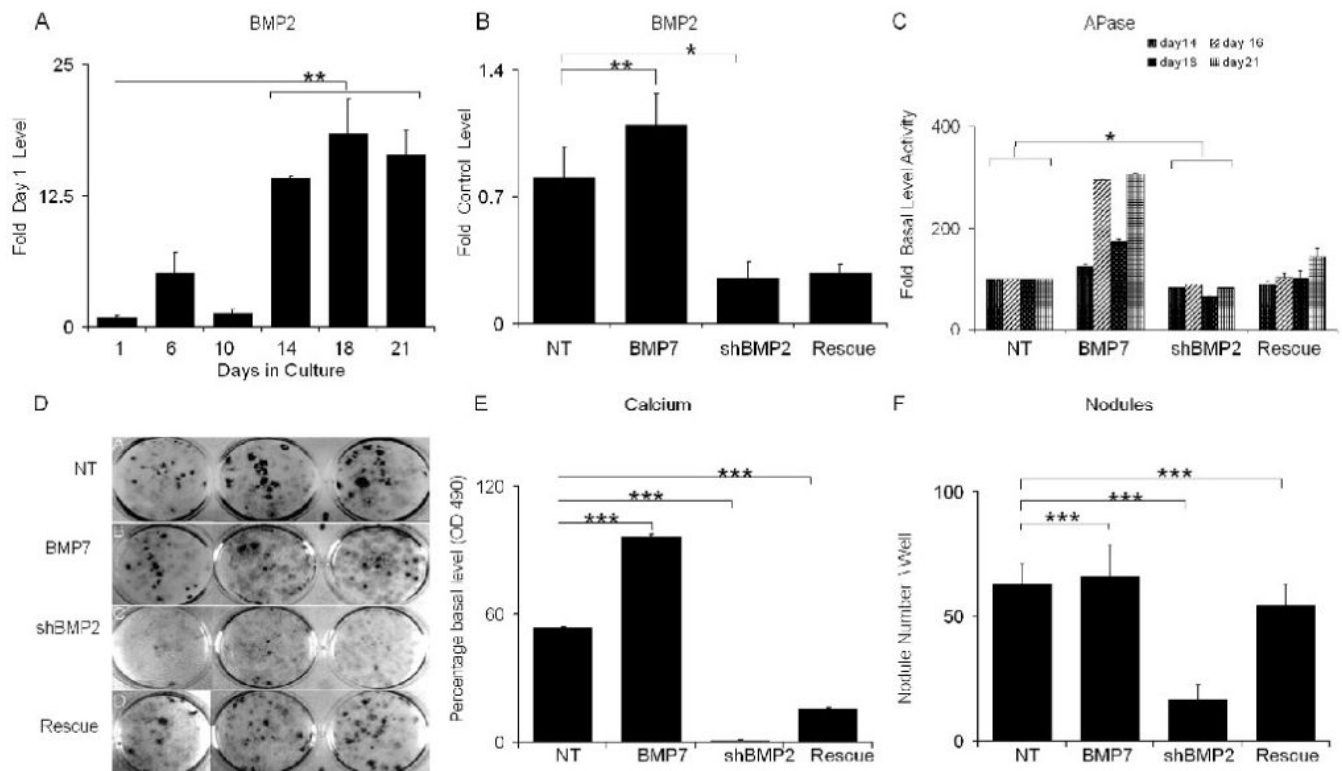 A
BMP2
Fold Day 1 Level
25
12.5
0
**
1 6 10 14 18 21
Days in Culture
B
BMP2
Fold Control Level
1.4
0.7
0
*
**
NT BMP7 shBMP2 Rescue
C
APase
day14 day 16
day18 day21
Fold Basal Level Activity
400
200
0
*
NT BMP7 shBMP2 Rescue
D
NT
BMP7
shBMP2
Rescue
E
Calcium
Percentage basal level (OD 490)
120
60
0
***
***
***
NT BMP7 shBMP2 Rescue
F
Nodules
Nodule Number \Well
100
50
0
***
***
***
NT BMP7 shBMP2 Rescue